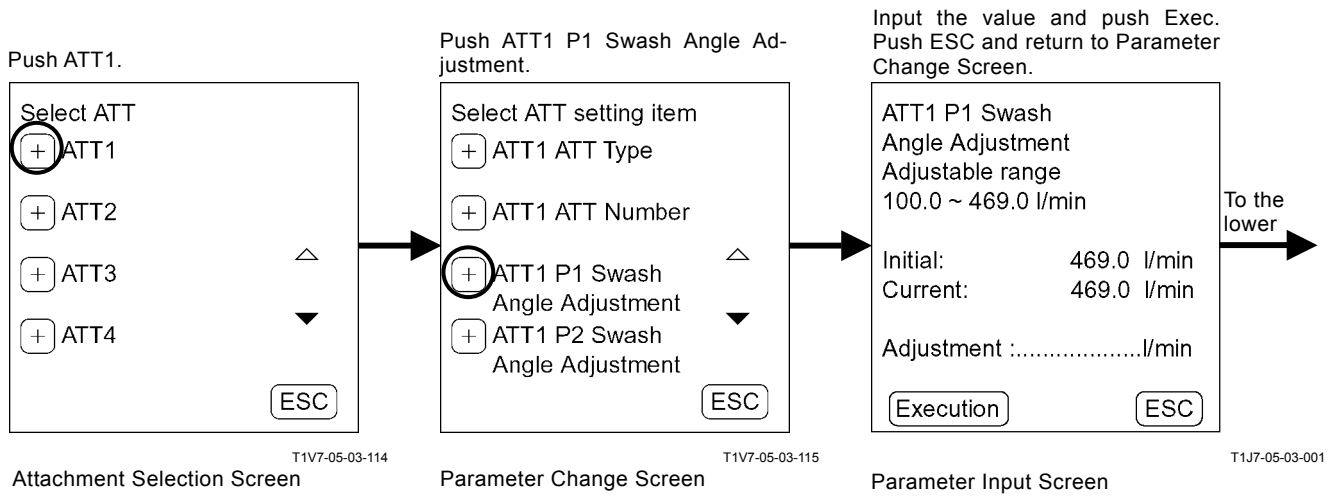 Push ATT1.
Select ATT
+ ATT1
+ ATT2
+ ATT3
+ ATT4
ESC
T1V7-05-03-114
Attachment Selection Screen
Push ATT1 P1 Swash Angle Ad-
justment.
Select ATT setting item
+ ATT1 ATT Type
+ ATT1 ATT Number
+ ATT1 P1 Swash
Angle Adjustment
+ ATT1 P2 Swash
Angle Adjustment
ESC
T1V7-05-03-115
Parameter Change Screen
Input the value and push Exec.
Push ESC and return to Parameter
Change Screen.
ATT1 P1 Swash
Angle Adjustment
Adjustable range
100.0 ~ 469.0 l/min
Initial: 469.0 l/min
Current: 469.0 l/min
Adjustment :...................l/min
Execution ESC
T1J7-05-03-001
Parameter Input Screen
To the
lower